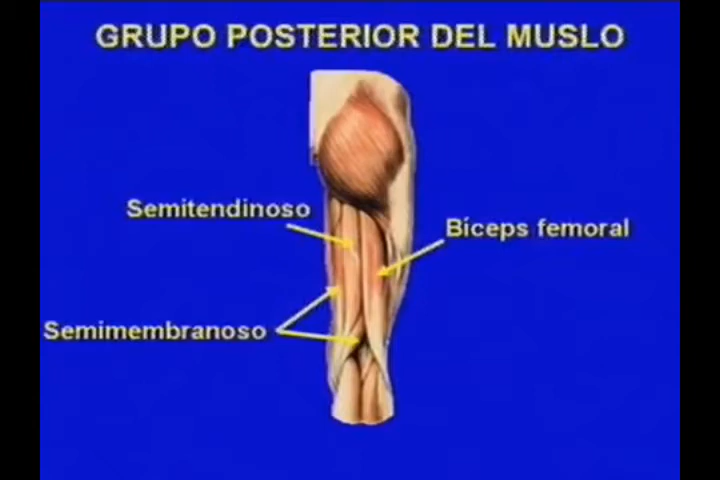 GRUPO POSTERIOR DEL MUSLO
Semitendinoso
Bíceps femoral
Semimembranoso